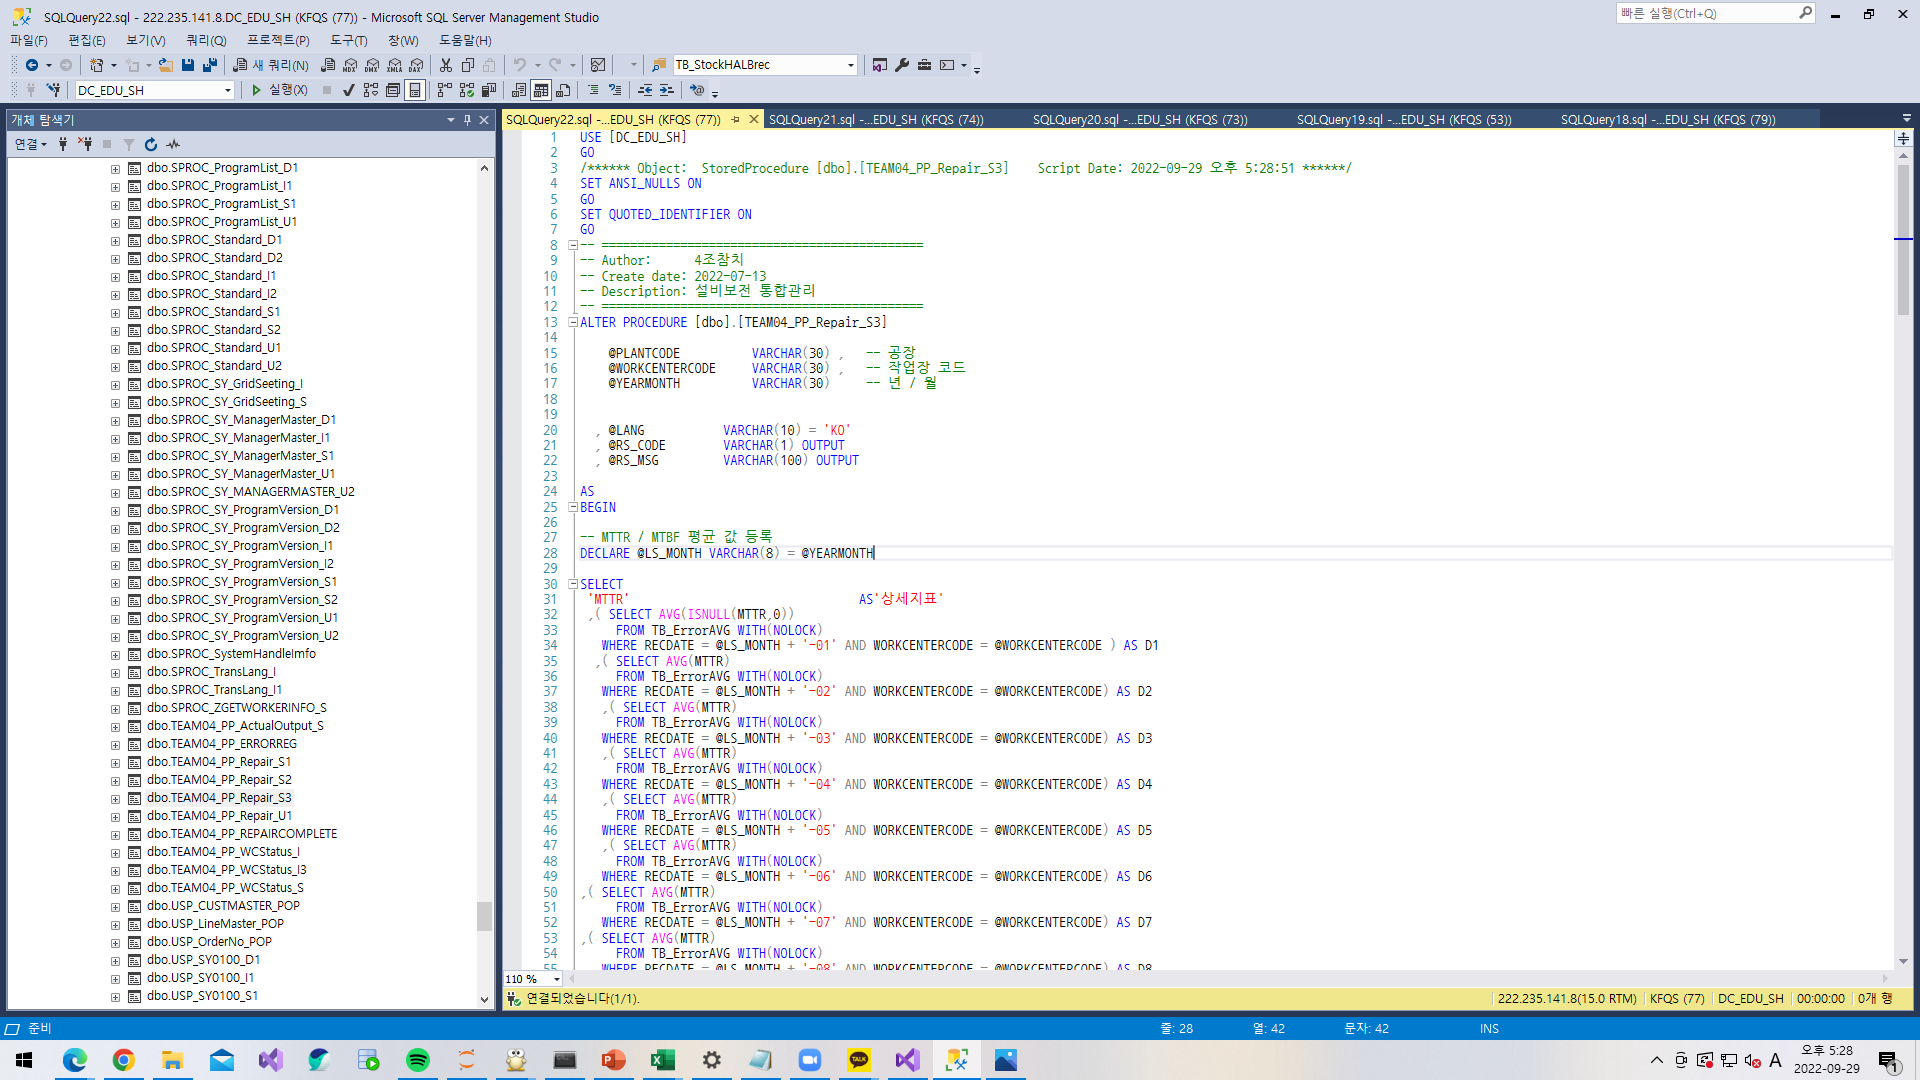 SQLQuery22.sql - 222.235.141.8.DC_EDU_SH (KFQS (77)) - Microsoft SQL Server Management Studio
빠른 실행(Ctrl+Q)
파일(F) 편집(E) 보기(V) 쿼리(Q) 프로젝트(P) 도구(T) 창(W) 도움말(H)
새 쿼리(N) MDX DMX XMLA DAX TB_StockHALBrec
DC_EDU_SH 실행(X)
개체 탐색기
연결
dbo.SPROC_ProgramList_D1
dbo.SPROC_ProgramList_I1
dbo.SPROC_ProgramList_S1
dbo.SPROC_ProgramList_U1
dbo.SPROC_Standard_D1
dbo.SPROC_Standard_D2
dbo.SPROC_Standard_I1
dbo.SPROC_Standard_I2
dbo.SPROC_Standard_S1
dbo.SPROC_Standard_S2
dbo.SPROC_Standard_U1
dbo.SPROC_Standard_U2
dbo.SPROC_SY_GridSeeting_I
dbo.SPROC_SY_GridSeeting_S
dbo.SPROC_SY_ManagerMaster_D1
dbo.SPROC_SY_ManagerMaster_I1
dbo.SPROC_SY_ManagerMaster_S1
dbo.SPROC_SY_ManagerMaster_U1
dbo.SPROC_SY_MANAGERMASTER_U2
dbo.SPROC_SY_ProgramVersion_D1
dbo.SPROC_SY_ProgramVersion_D2
dbo.SPROC_SY_ProgramVersion_I1
dbo.SPROC_SY_ProgramVersion_I2
dbo.SPROC_SY_ProgramVersion_S1
dbo.SPROC_SY_ProgramVersion_S2
dbo.SPROC_SY_ProgramVersion_U1
dbo.SPROC_SY_ProgramVersion_U2
dbo.SPROC_SystemHandleImfo
dbo.SPROC_TransLang_I
dbo.SPROC_TransLang_I1
dbo.SPROC_ZGETWORKERINFO_S
dbo.TEAM04_PP_ActualOutput_S
dbo.TEAM04_PP_ERRORREG
dbo.TEAM04_PP_Repair_S1
dbo.TEAM04_PP_Repair_S2
dbo.TEAM04_PP_Repair_S3
dbo.TEAM04_PP_Repair_U1
dbo.TEAM04_PP_REPAIRCOMPLETE
dbo.TEAM04_PP_WCStatus_I
dbo.TEAM04_PP_WCStatus_I3
dbo.TEAM04_PP_WCStatus_S
dbo.USP_CUSTMASTER_POP
dbo.USP_LineMaster_POP
dbo.USP_OrderNo_POP
dbo.USP_SY0100_D1
dbo.USP_SY0100_I1
dbo.USP_SY0100_S1
SQLQuery22.sql -...EDU_SH (KFQS (77)) SQLQuery21.sql -...EDU_SH (KFQS (74)) SQLQuery20.sql -...EDU_SH (KFQS (73)) SQLQuery19.sql -...EDU_SH (KFQS (53)) SQLQuery18.sql -...EDU_SH (KFQS (79))
1 USE [DC_EDU_SH]
2 GO
3 /****** Object:  StoredProcedure [dbo].[TEAM04_PP_Repair_S3]    Script Date: 2022-09-29 오후 5:28:51 ******/
4 SET ANSI_NULLS ON
5 GO
6 SET QUOTED_IDENTIFIER ON
7 GO
8 -- =============================================
9 -- Author:      4조참치
10 -- Create date: 2022-07-13
11 -- Description: 설비보전 통합관리
12 -- =============================================
13 ALTER PROCEDURE [dbo].[TEAM04_PP_Repair_S3]
14
15 @PLANTCODE          VARCHAR(30) ,   -- 공장
16 @WORKCENTERCODE     VARCHAR(30) ,   -- 작업장 코드
17 @YEARMONTH          VARCHAR(30)     -- 년 / 월
18
19
20 , @LANG           VARCHAR(10) = 'KO'
21 , @RS_CODE        VARCHAR(1) OUTPUT
22 , @RS_MSG         VARCHAR(100) OUTPUT
23
24 AS
25 BEGIN
26
27 -- MTTR / MTBF 평균 값 등록
28 DECLARE @LS_MONTH VARCHAR(8) = @YEARMONTH
29
30 SELECT
31 'MTTR'                                AS'상세지표'
32 ,( SELECT AVG(ISNULL(MTTR,0))
33 FROM TB_ErrorAVG WITH(NOLOCK)
34 WHERE RECDATE = @LS_MONTH + '-01' AND WORKCENTERCODE = @WORKCENTERCODE ) AS D1
35 ,( SELECT AVG(MTTR)
36 FROM TB_ErrorAVG WITH(NOLOCK)
37 WHERE RECDATE = @LS_MONTH + '-02' AND WORKCENTERCODE = @WORKCENTERCODE) AS D2
38 ,( SELECT AVG(MTTR)
39 FROM TB_ErrorAVG WITH(NOLOCK)
40 WHERE RECDATE = @LS_MONTH + '-03' AND WORKCENTERCODE = @WORKCENTERCODE) AS D3
41 ,( SELECT AVG(MTTR)
42 FROM TB_ErrorAVG WITH(NOLOCK)
43 WHERE RECDATE = @LS_MONTH + '-04' AND WORKCENTERCODE = @WORKCENTERCODE) AS D4
44 ,( SELECT AVG(MTTR)
45 FROM TB_ErrorAVG WITH(NOLOCK)
46 WHERE RECDATE = @LS_MONTH + '-05' AND WORKCENTERCODE = @WORKCENTERCODE) AS D5
47 ,( SELECT AVG(MTTR)
48 FROM TB_ErrorAVG WITH(NOLOCK)
49 WHERE RECDATE = @LS_MONTH + '-06' AND WORKCENTERCODE = @WORKCENTERCODE) AS D6
50 ,( SELECT AVG(MTTR)
51 FROM TB_ErrorAVG WITH(NOLOCK)
52 WHERE RECDATE = @LS_MONTH + '-07' AND WORKCENTERCODE = @WORKCENTERCODE) AS D7
53 ,( SELECT AVG(MTTR)
54 FROM TB_ErrorAVG WITH(NOLOCK)
55 WHERE RECDATE = @LS_MONTH + '-08' AND WORKCENTERCODE = @WORKCENTERCODE) AS D8
110 %
연결되었습니다(1/1). 222.235.141.8(15.0 RTM) KFQS (77) DC_EDU_SH 00:00:00 0개 행
준비 줄: 28 열: 42 문자: 42 INS
TALK A 오후 5:28
2022-09-29 1